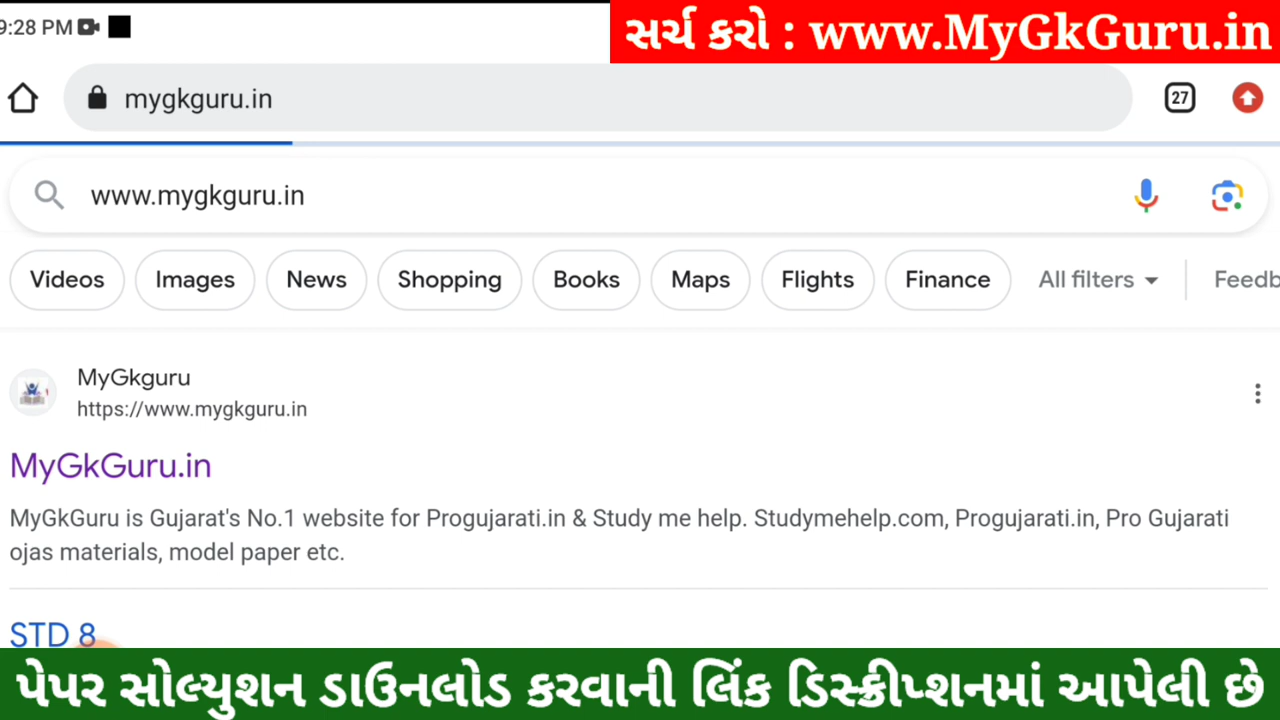 9:28 PM
સર્ચ કરો : www.MyGkGuru.in
mygkguru.in
27
www.mygkguru.in
Videos Images News Shopping Books Maps Flights Finance All filters Feedb
MyGkguru
https://www.mygkguru.in
MyGkGuru.in
MyGkGuru is Gujarat's No.1 website for Progujarati.in & Study me help. Studymehelp.com, Progujarati.in, Pro Gujarati
ojas materials, model paper etc.
STD 8
પેપર સોલ્યુશન ડાઉનલોડ કરવાની લિંક ડિસ્ક્રીપ્શનમાં આપેલી છે